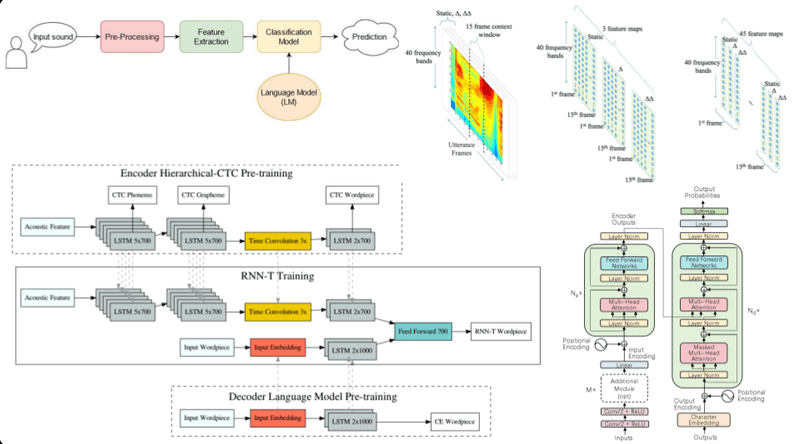 Input sound
Pre-Processing
Feature
Extraction
Classification
Model
Prediction
Language Model
(LM)
Static, Δ, ΔΔ
15 frame context
window
40 frequency
bands
Utterance
Frames
3 feature maps
Static
Δ
ΔΔ
40 frequency
bands
1st frame
15th frame
1st frame
15th frame
1st frame
15th frame
45 feature maps
Static
Δ
ΔΔ
Static
Δ
ΔΔ
40 frequency
bands
1st frame
15th frame
Encoder Hierarchical-CTC Pre-training
CTC Phoneme
CTC Grapheme
CTC Wordpiece
Acoustic Feature
LSTM 5x700
LSTM 5x700
Time Convolution 3x
LSTM 2x700
RNN-T Training
Acoustic Feature
LSTM 5x700
LSTM 5x700
Time Convolution 3x
LSTM 2x700
Feed Forward 700
RNN-T Wordpiece
Input Wordpiece
Input Embedding
LSTM 2x1000
Decoder Language Model Pre-training
Input Wordpiece
Input Embedding
LSTM 2x1000
CE Wordpiece
Encoder
Outputs
Layer Norm
Feed Forward
Networks
Layer Norm
Multi-Head
Attention
Layer Norm
Ne×
Positional
Encoding
Input
Encoding
Linear
M×
Additional
Module
(opt)
Conv/7 + ReLU
Conv/7 + ReLU
Inputs
Output
Probabilities
Softmax
Linear
Layer Norm
Feed Forward
Networks
Layer Norm
Multi-Head
Attention
Layer Norm
Masked
Multi-Head
Attention
Layer Norm
Nd×
Output
Encoding
Positional
Encoding
Character
Embedding
Outputs